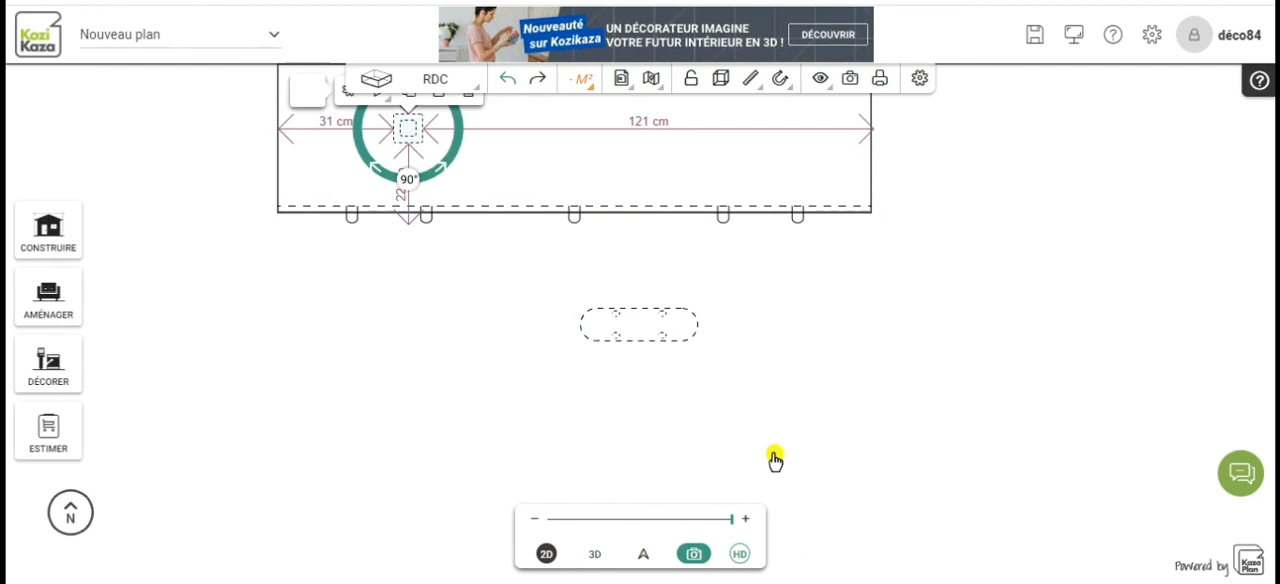 Kozi
Kaza
Nouveau plan
Nouveauté
sur Kozikaza
UN DÉCORATEUR IMAGINE
VOTRE FUTUR INTÉRIEUR EN 3D !
DÉCOUVRIR
déco84
RDC
- M²
31 cm
121 cm
90°
22
CONSTRUIRE
AMÉNAGER
DÉCORER
ESTIMER
N
2D
3D
HD
Powered by
Kaza
Plan